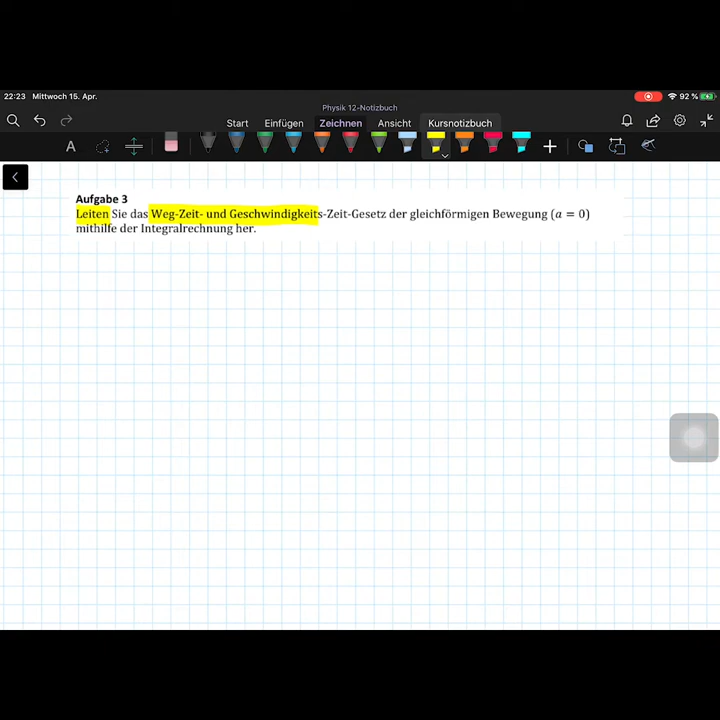 22:23 Mittwoch 15. Apr.
92 %
Physik 12-Notizbuch
Start Einfügen Zeichnen Ansicht Kursnotizbuch
A
Aufgabe 3
Leiten Sie das Weg-Zeit- und Geschwindigkeits-Zeit-Gesetz der gleichförmigen Bewegung (a = 0)
mithilfe der Integralrechnung her.